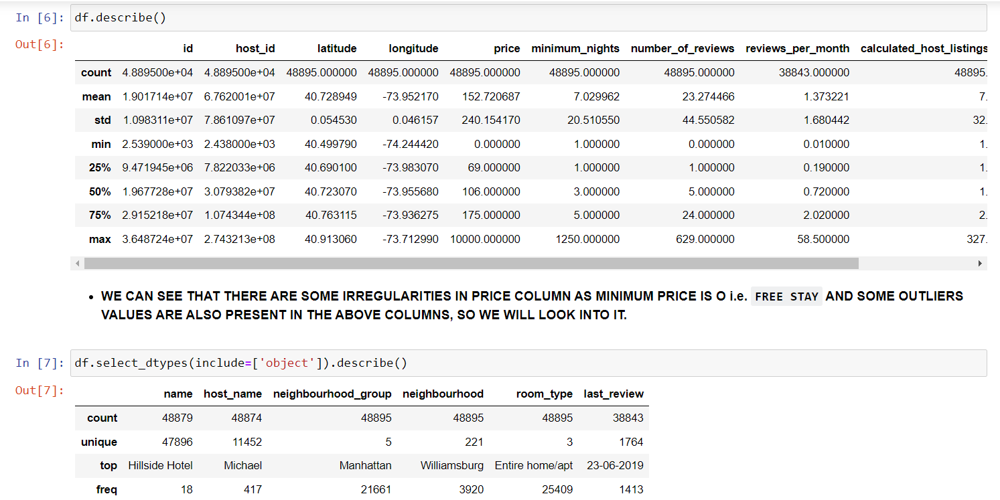 In [6]: df.describe()
Out[6]:
id host_id latitude longitude price minimum_nights number_of_reviews reviews_per_month calculated_host_listings
count 4.889500e+04 4.889500e+04 48895.000000 48895.000000 48895.000000 48895.000000 48895.000000 38843.000000 48895.
mean 1.901714e+07 6.762001e+07 40.728949 -73.952170 152.720687 7.029962 23.274466 1.373221 7.
std 1.098311e+07 7.861097e+07 0.054530 0.046157 240.154170 20.510550 44.550582 1.680442 32.
min 2.539000e+03 2.438000e+03 40.499790 -74.244420 0.000000 1.000000 0.000000 0.010000 1.
25% 9.471945e+06 7.822033e+06 40.690100 -73.983070 69.000000 1.000000 1.000000 0.190000 1.
50% 1.967728e+07 3.079382e+07 40.723070 -73.955680 106.000000 3.000000 5.000000 0.720000 1.
75% 2.915218e+07 1.074344e+08 40.763115 -73.936275 175.000000 5.000000 24.000000 2.020000 2.
max 3.648724e+07 2.743213e+08 40.913060 -73.712990 10000.000000 1250.000000 629.000000 58.500000 327.
• WE CAN SEE THAT THERE ARE SOME IRREGULARITIES IN PRICE COLUMN AS MINIMUM PRICE IS O i.e. FREE STAY AND SOME OUTLIERS
VALUES ARE ALSO PRESENT IN THE ABOVE COLUMNS, SO WE WILL LOOK INTO IT.
In [7]: df.select_dtypes(include=['object']).describe()
Out[7]:
name host_name neighbourhood_group neighbourhood room_type last_review
count 48879 48874 48895 48895 48895 38843
unique 47896 11452 5 221 3 1764
top Hillside Hotel Michael Manhattan Williamsburg Entire home/apt 23-06-2019
freq 18 417 21661 3920 25409 1413